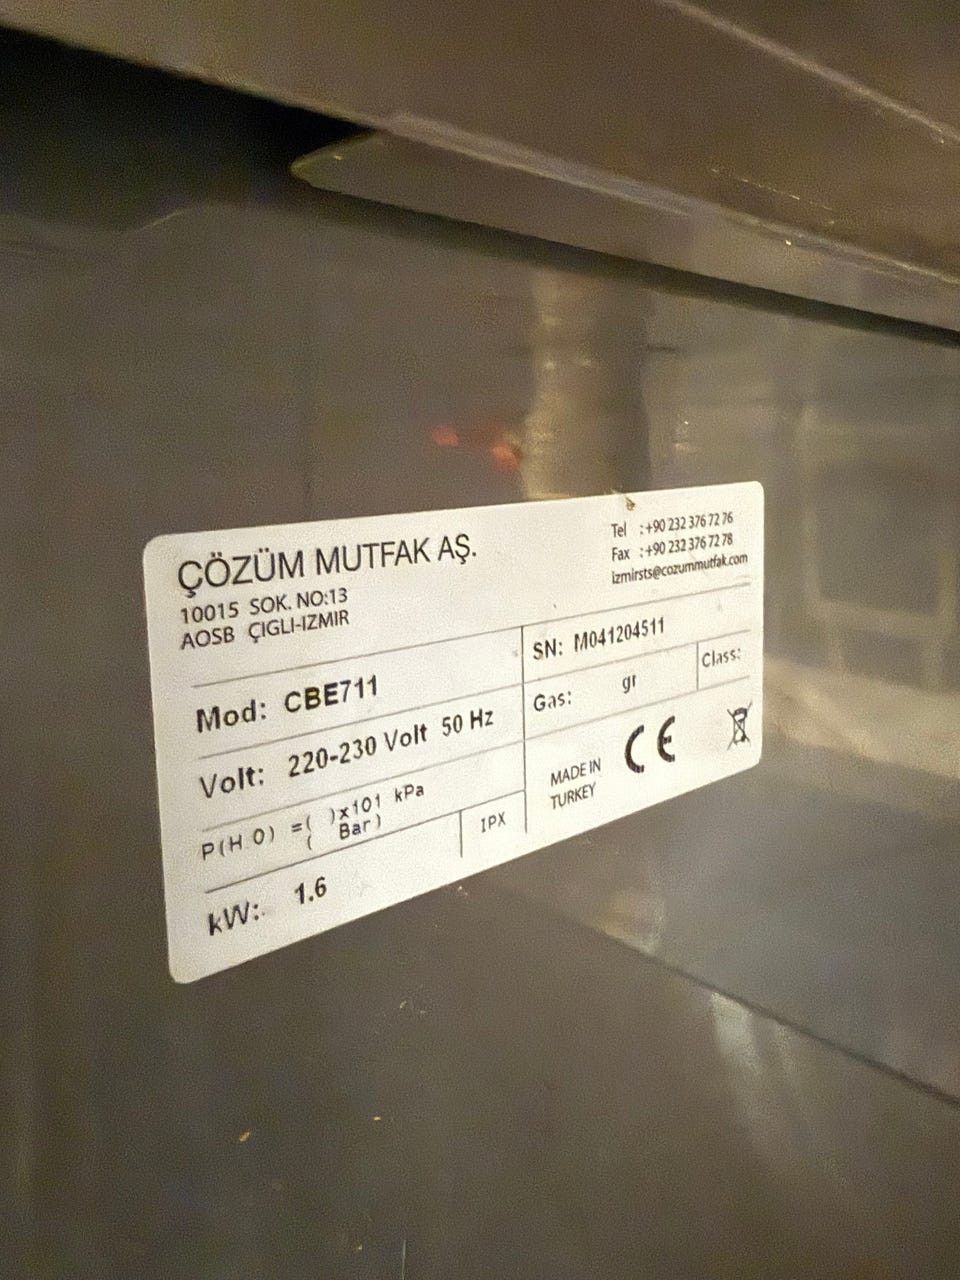 ÇÖZÜM MUTFAK AŞ.
10015 SOK. NO:13
AOSB ÇIGLI-IZMIR
Tel :+90 232 376 72 76
Fax :+90 232 376 72 78
izmirsts@cozummutfak.com
Mod: CBE711
SN: M041204511
Volt: 220-230 Volt 50 Hz
Gas: gr
Class:
P(H O) =( )x101 kPa
( Bar)
IPX
kW: 1.6
MADE IN
TURKEY
CE